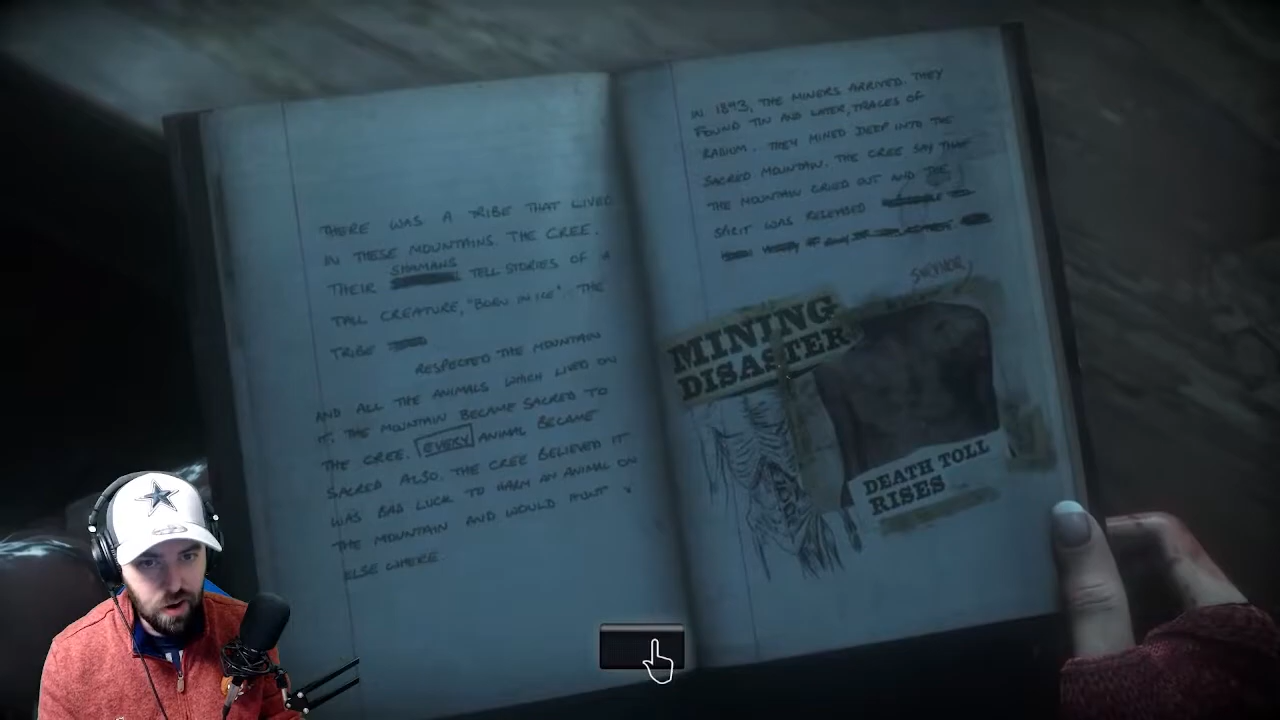 THERE WAS A TRIBE THAT LIVED
IN THESE MOUNTAINS. THE CREE.
SHAMANS
THEIR TELL STORIES OF A
TALL CREATURE, "BORN IN ICE". THE
TRIBE
RESPECTED THE MOUNTAIN
AND ALL THE ANIMALS WHICH LIVED ON
IT. THE MOUNTAIN BECAME SACRED TO
THE CREE. EVERY ANIMAL BECAME
SACRED ALSO. THE CREE BELIEVED IT
WAS BAD LUCK TO HARM AN ANIMAL ON
THE MOUNTAIN AND WOULD HUNT
ELSE WHERE.
IN 1893, THE MINERS ARRIVED. THEY
FOUND TIN AND LATER, TRACES OF
RADIUM. THEY MINED DEEP INTO THE
SACRED MOUNTAIN. THE CREE SAY THAT
THE MOUNTAIN CRIED OUT AND THE
SPIRIT WAS RELEASED
SURVIVOR
MINING
DISASTER
DEATH TOLL
RISES